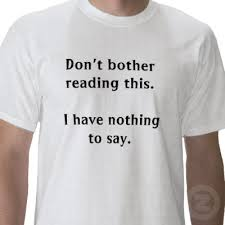 Don't bother
reading this.
I have nothing
to say.